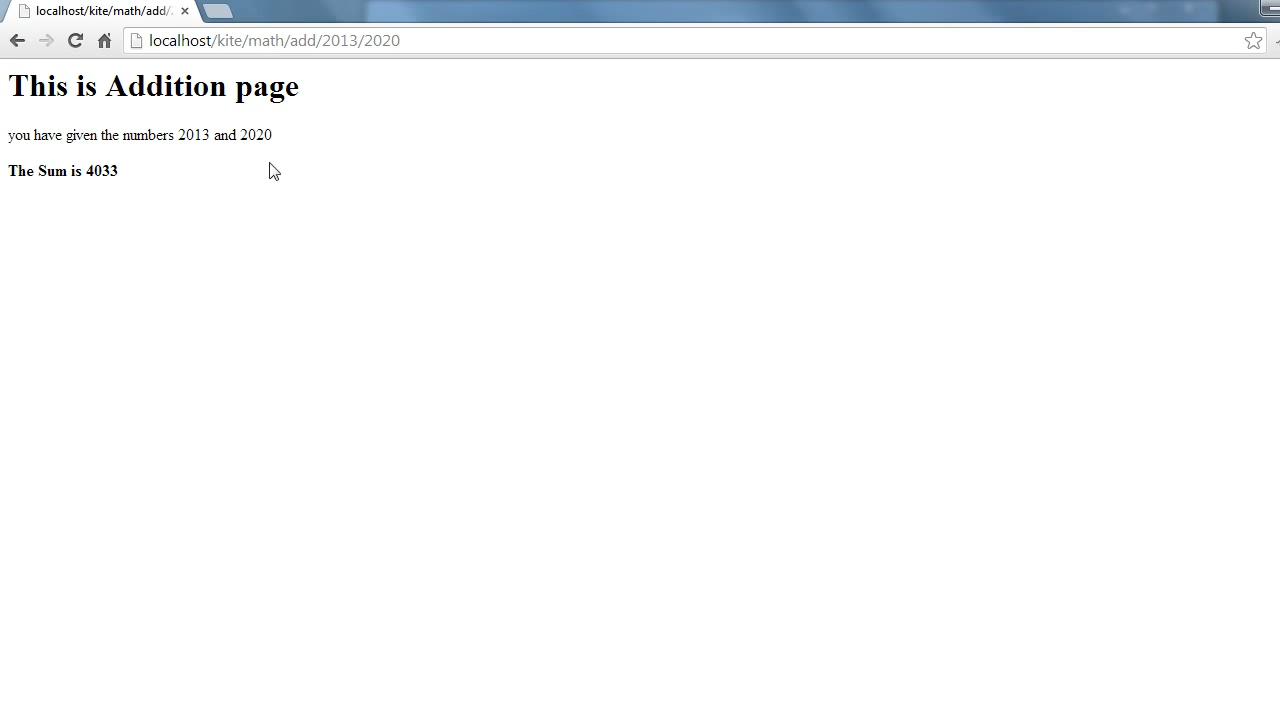 localhost/kite/math/add/
localhost/kite/math/add/2013/2020
This is Addition page
you have given the numbers 2013 and 2020
The Sum is 4033